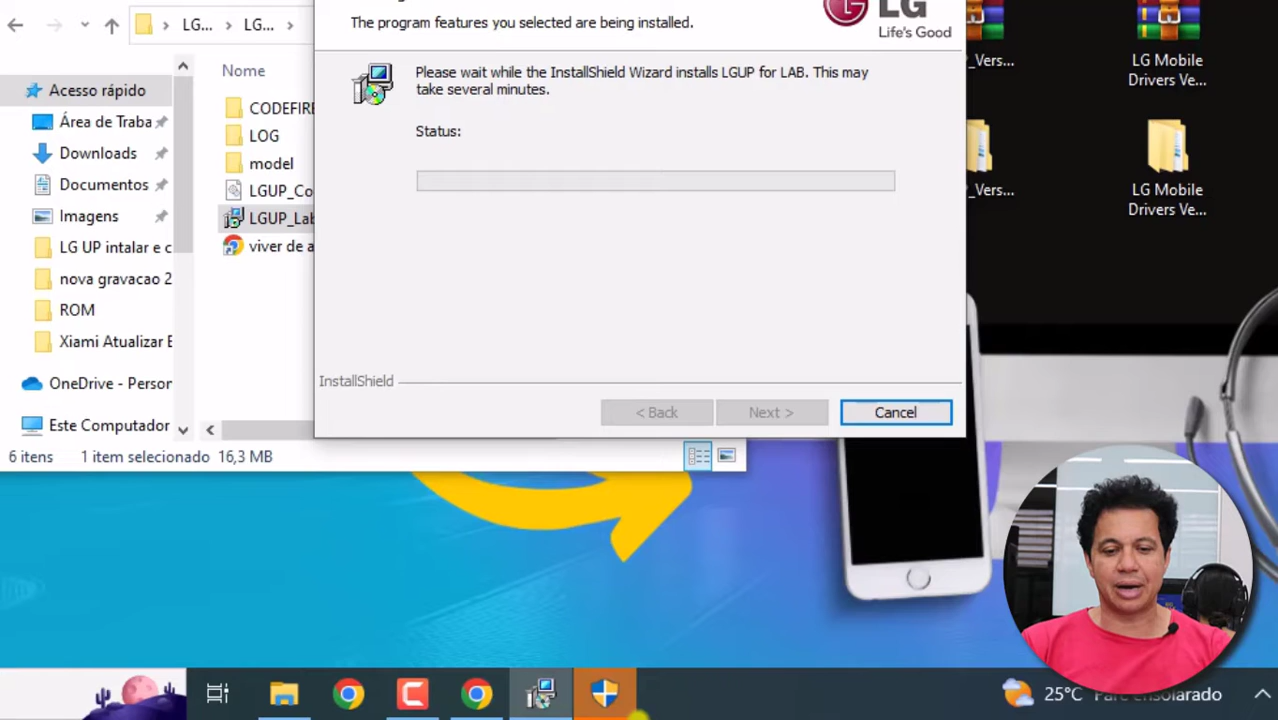 LG
Life'sGood
The program features you selected are being installed.
Please wait while the InstallShield Wizard installs LGUP for LAB. This may
take several minutes.
Status:
InstallShield
< Back
Next >
Cancel
LG...
LG...
Nome
Acesso rápido
Área de Traba
Downloads
Documentos
Imagens
LG UP intalar e c
nova gravacao 2
ROM
Xiami Atualizar E
OneDrive - Person
Este Computador
CODEFIRE
LOG
model
LGUP_Co
LGUP_Lab
viver de a
6 itens
1 item selecionado
16,3 MB
_Vers...
LG Mobile
Drivers Ve...
_Vers...
LG Mobile
Drivers Ve...
25°C
Parc ensolarado